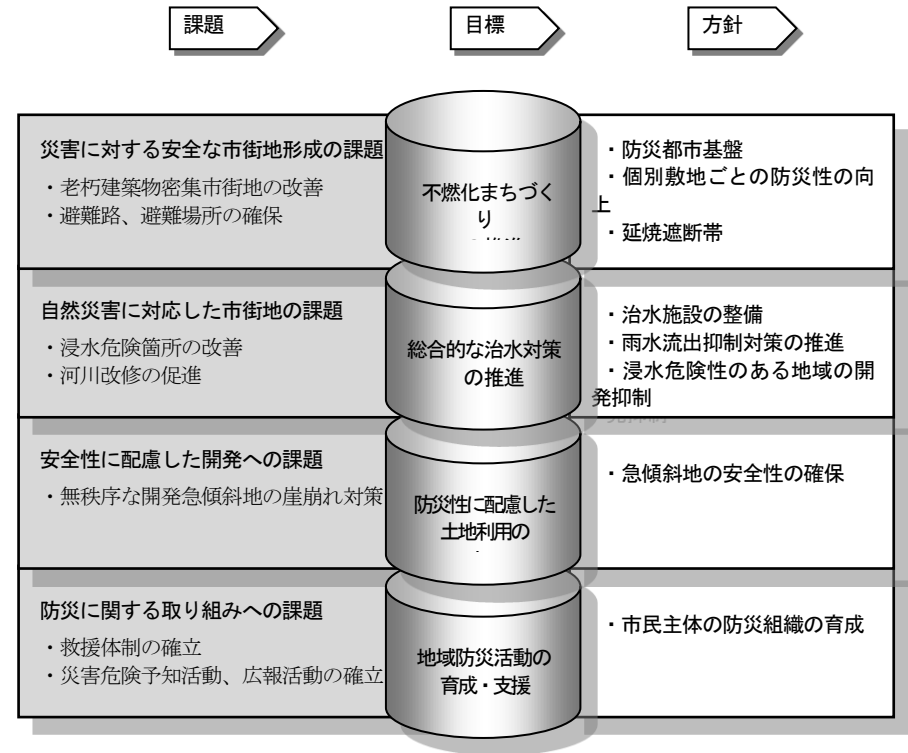 課題
目標
方針
災害に対する安全な市街地形成の課題
・老朽建築物密集市街地の改善
・避難路、避難場所の確保
不燃化まちづく
り
・防災都市基盤
・個別敷地ごとの防災性の向
上
・延焼遮断帯
自然災害に対応した市街地の課題
・浸水危険箇所の改善
・河川改修の促進
総合的な治水対策
の推進
・治水施設の整備
・雨水流出抑制対策の推進
・浸水危険性のある地域の開
発抑制
安全性に配慮した開発への課題
・無秩序な開発急傾斜地の崖崩れ対策
防災性に配慮した
土地利用の
・急傾斜地の安全性の確保
防災に関する取り組みへの課題
・救援体制の確立
・災害危険予知活動、広報活動の確立
地域防災活動の
育成・支援
・市民主体の防災組織の育成